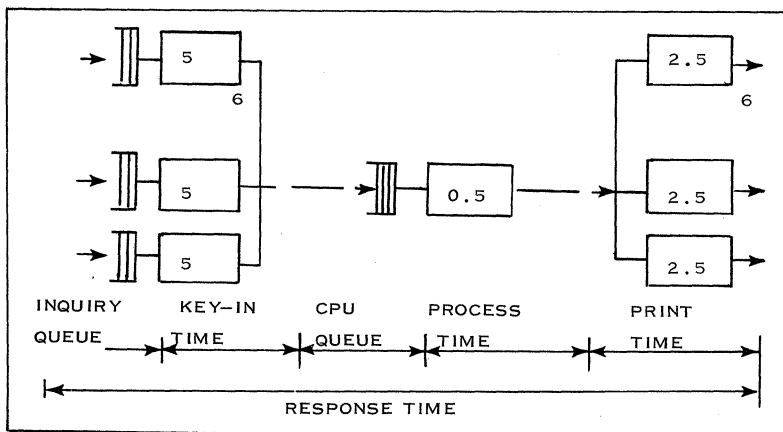 5 2.5
6 6
5 0.5 2.5
5 2.5
INQUIRY KEY-IN CPU PROCESS PRINT
QUEUE TIME QUEUE TIME TIME
RESPONSE TIME